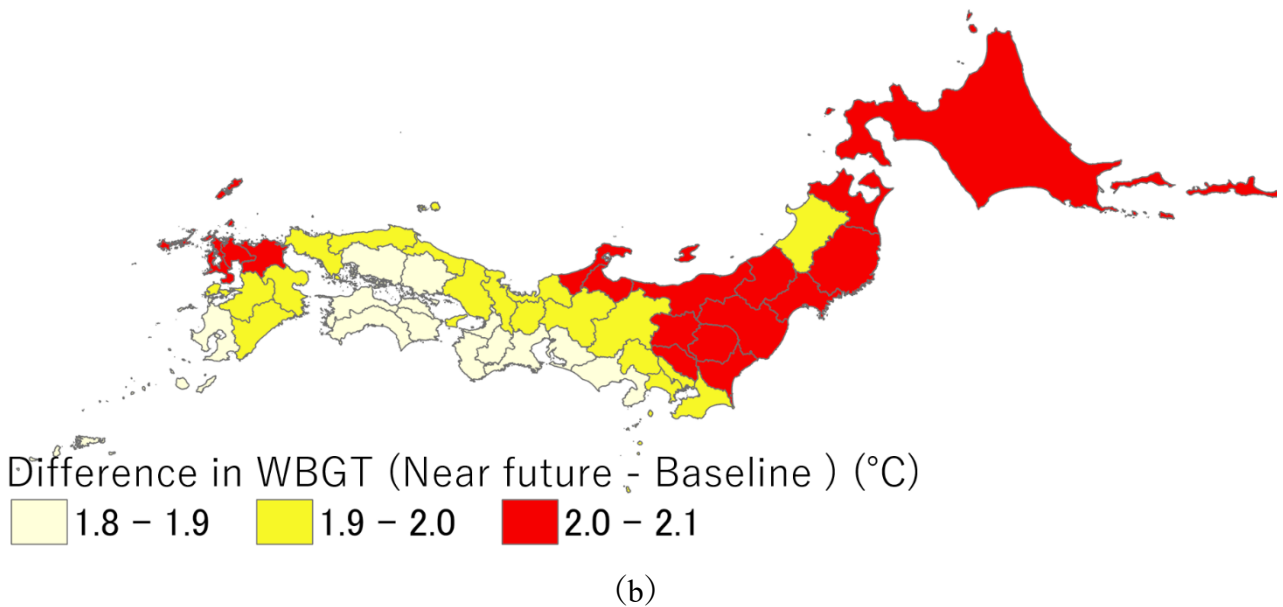 Difference in WBGT (Near future - Baseline ) (°C)
1.8 − 1.9 1.9 − 2.0 2.0 − 2.1
(b)